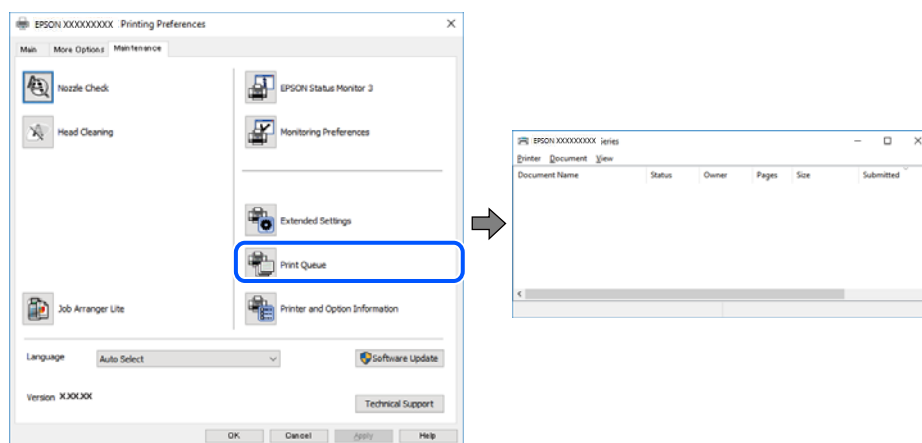 EPSON XXXXXXXXX Printing Preferences
Main More Options Maintenance
Nozzle Check
EPSON Status Monitor 3
Head Cleaning
Monitoring Preferences
Extended Settings
Print Queue
Job Arranger Lite
Printer and Option Information
Language Auto Select
Software Update
Version X.XX.XX
Technical Support
OK Cancel Apply Help
EPSON XXXXXXXXX ieries
Printer Document View
Document Name Status Owner Pages Size Submitted